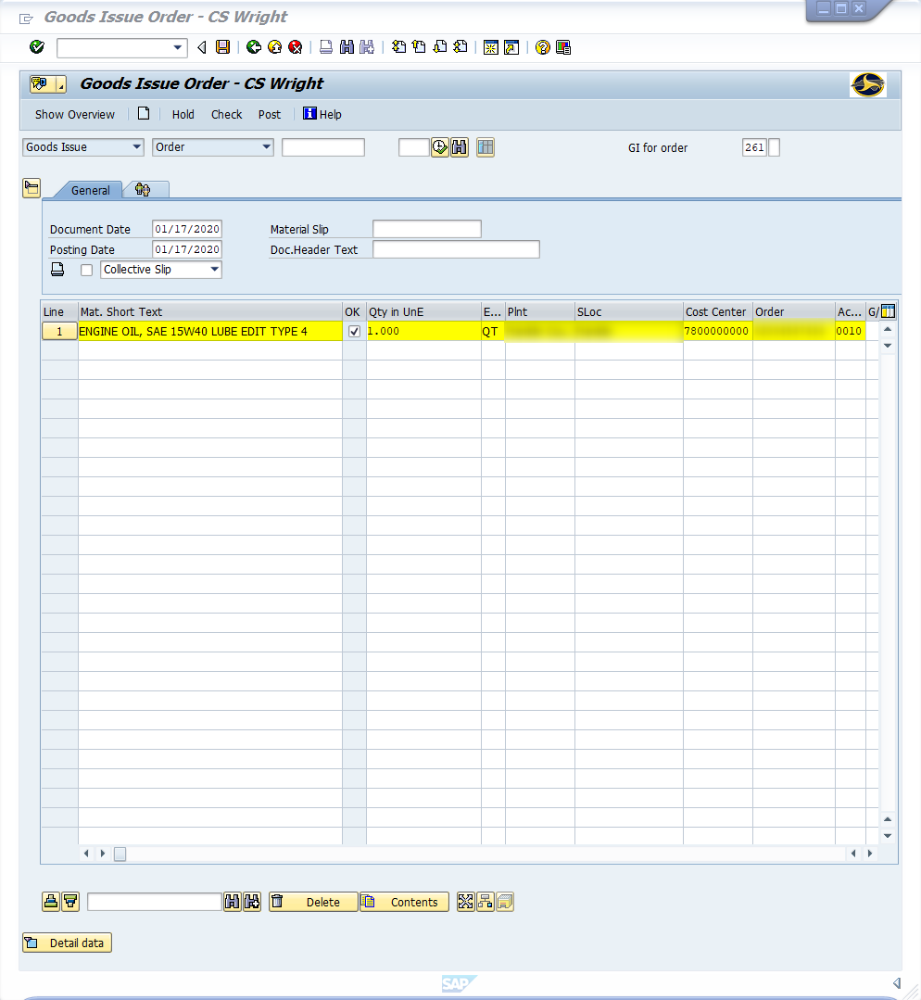 Goods Issue Order - CS Wright
Goods Issue Order - CS Wright
Show Overview Hold Check Post Help
Goods Issue Order GI for order 261
General
Document Date 01/17/2020 Material Slip
Posting Date 01/17/2020 Doc.Header Text
Collective Slip
Line Mat. Short Text OK Qty in UnE E... Plnt SLoc Cost Center Order Ac... G/
1 ENGINE OIL, SAE 15W40 LUBE EDIT TYPE 4 1.000 QT 7800000000 0010
Delete Contents
Detail data
SAP